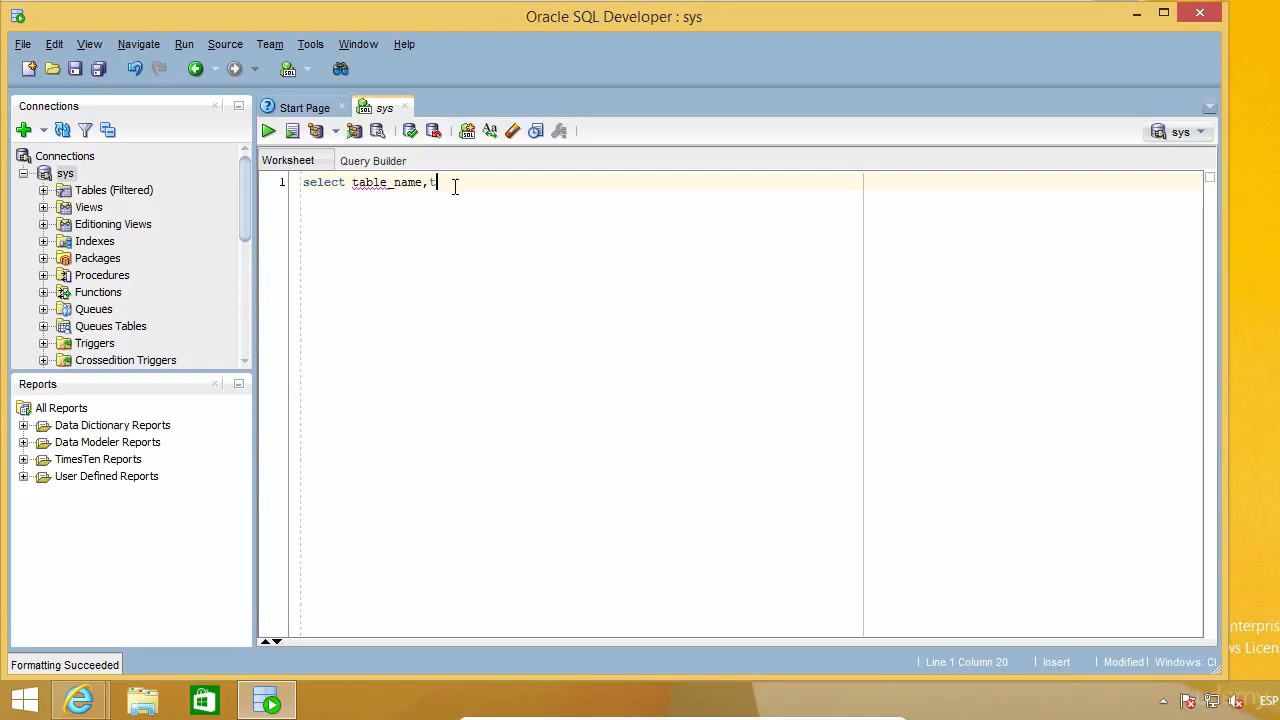 Oracle SQL Developer : sys
File Edit View Navigate Run Source Team Tools Window Help
Connections
Start Page
sys
sys
Worksheet
Query Builder
Connections
sys
Tables (Filtered)
Views
Editioning Views
Indexes
Packages
Procedures
Functions
Queues
Queues Tables
Triggers
Crossedition Triggers
1 select table_name,t
Reports
All Reports
Data Dictionary Reports
Data Modeler Reports
TimesTen Reports
User Defined Reports
Formatting Succeeded
Line 1 Column 20 Insert Modified Windows: Cl
ESP